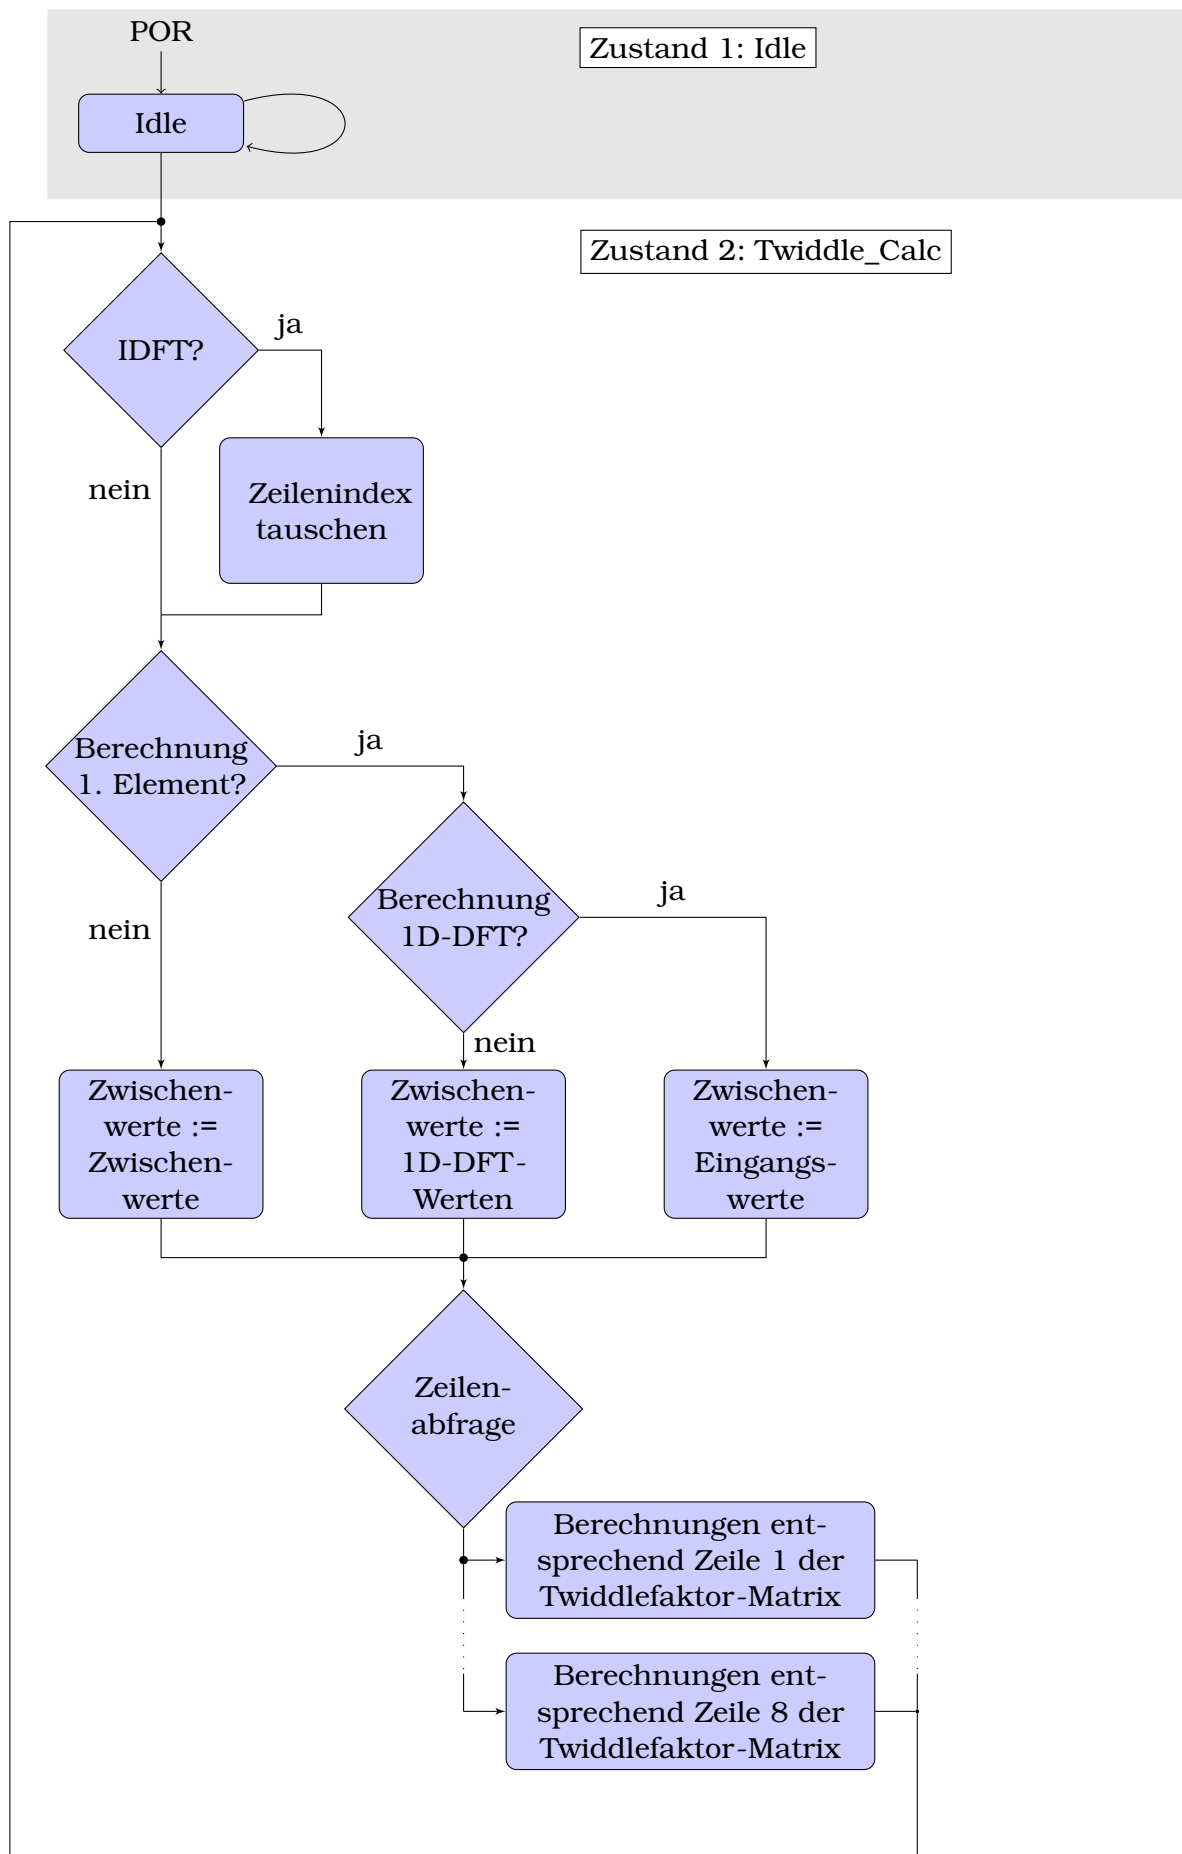 POR
Zustand 1: Idle
Idle
Zustand 2: Twiddle_Calc
ja
IDFT?
nein
Zeilenindex
tauschen
ja
Berechnung
1. Element?
ja
Berechnung
1D-DFT?
nein
nein
Zwischen-
werte :=
Zwischen-
werte
Zwischen-
werte :=
1D-DFT-
Werten
Zwischen-
werte :=
Eingangs-
werte
Zeilen-
abfrage
Berechnungen ent-
sprechend Zeile 1 der
Twiddlefaktor-Matrix
Berechnungen ent-
sprechend Zeile 8 der
Twiddlefaktor-Matrix